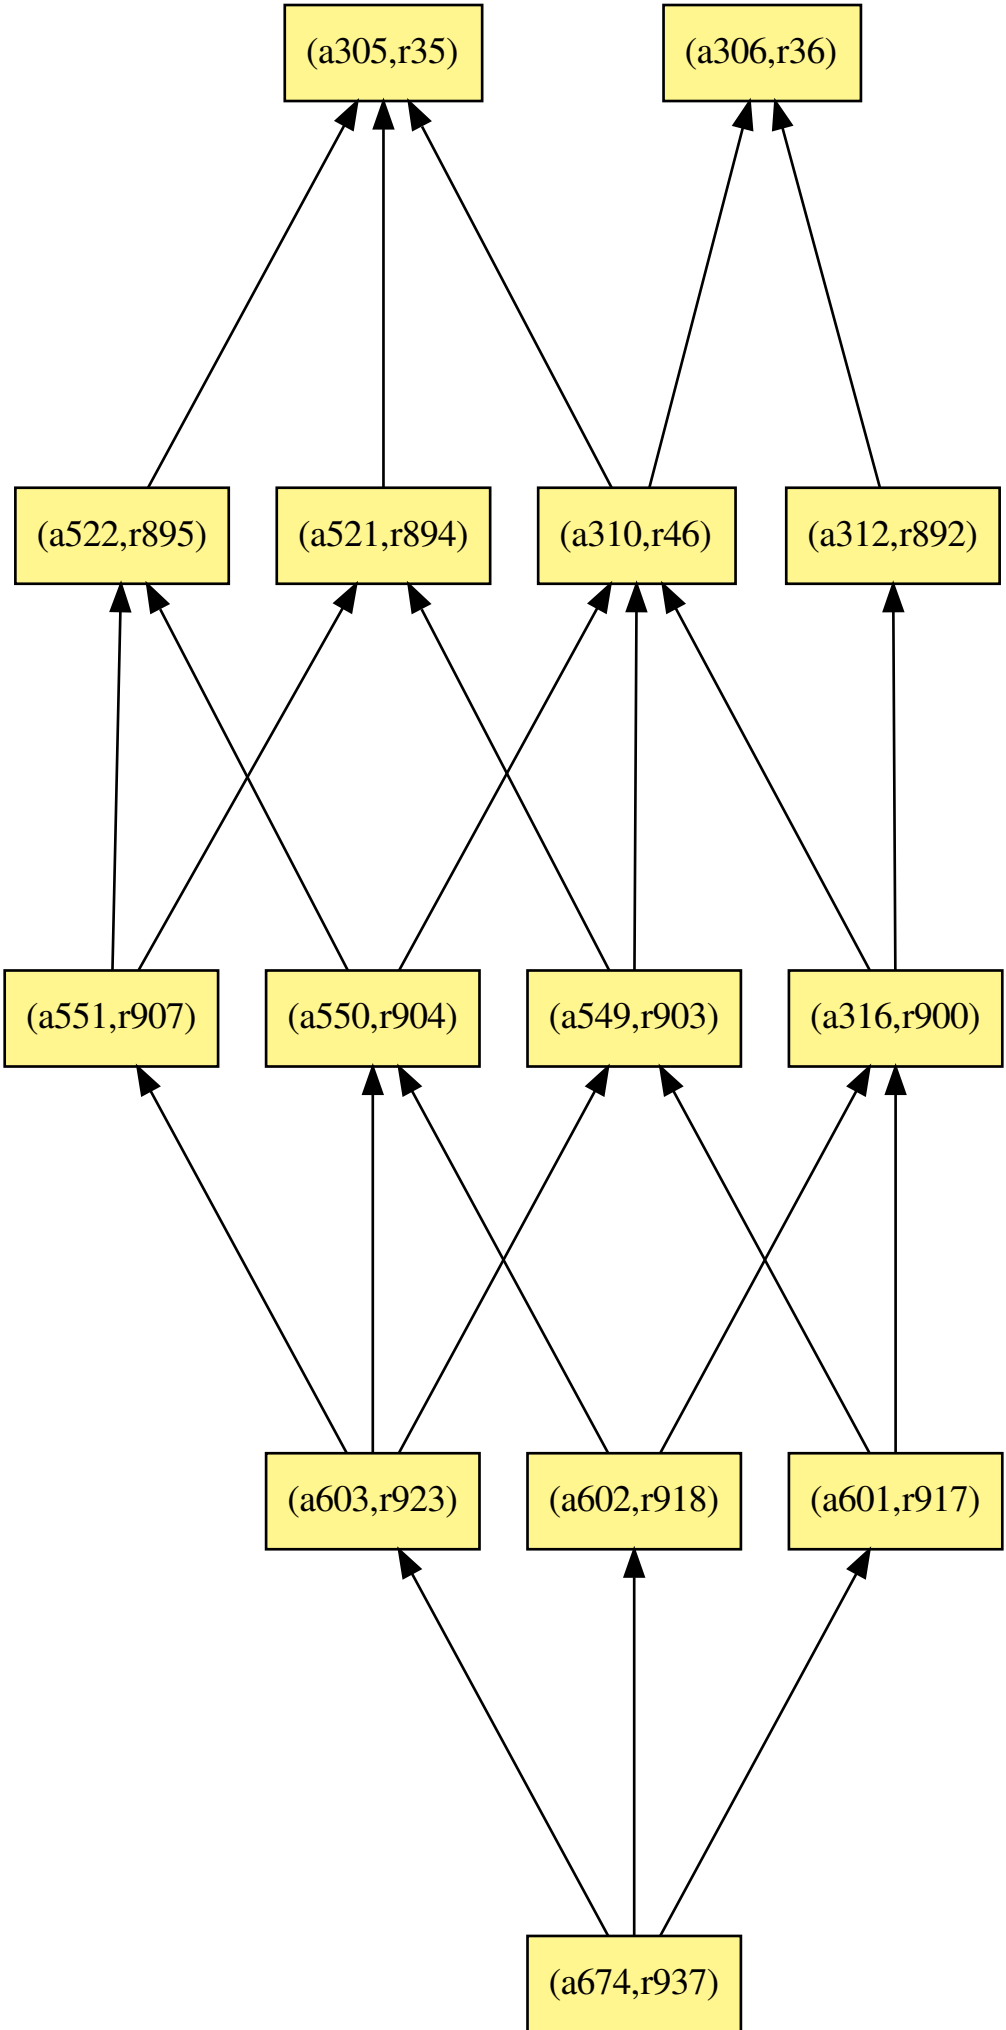 (a305,r35)
(a306,r36)
(a522,r895)
(a521,r894)
(a310,r46)
(a312,r892)
(a551,r907)
(a550,r904)
(a549,r903)
(a316,r900)
(a603,r923)
(a602,r918)
(a601,r917)
(a674,r937)